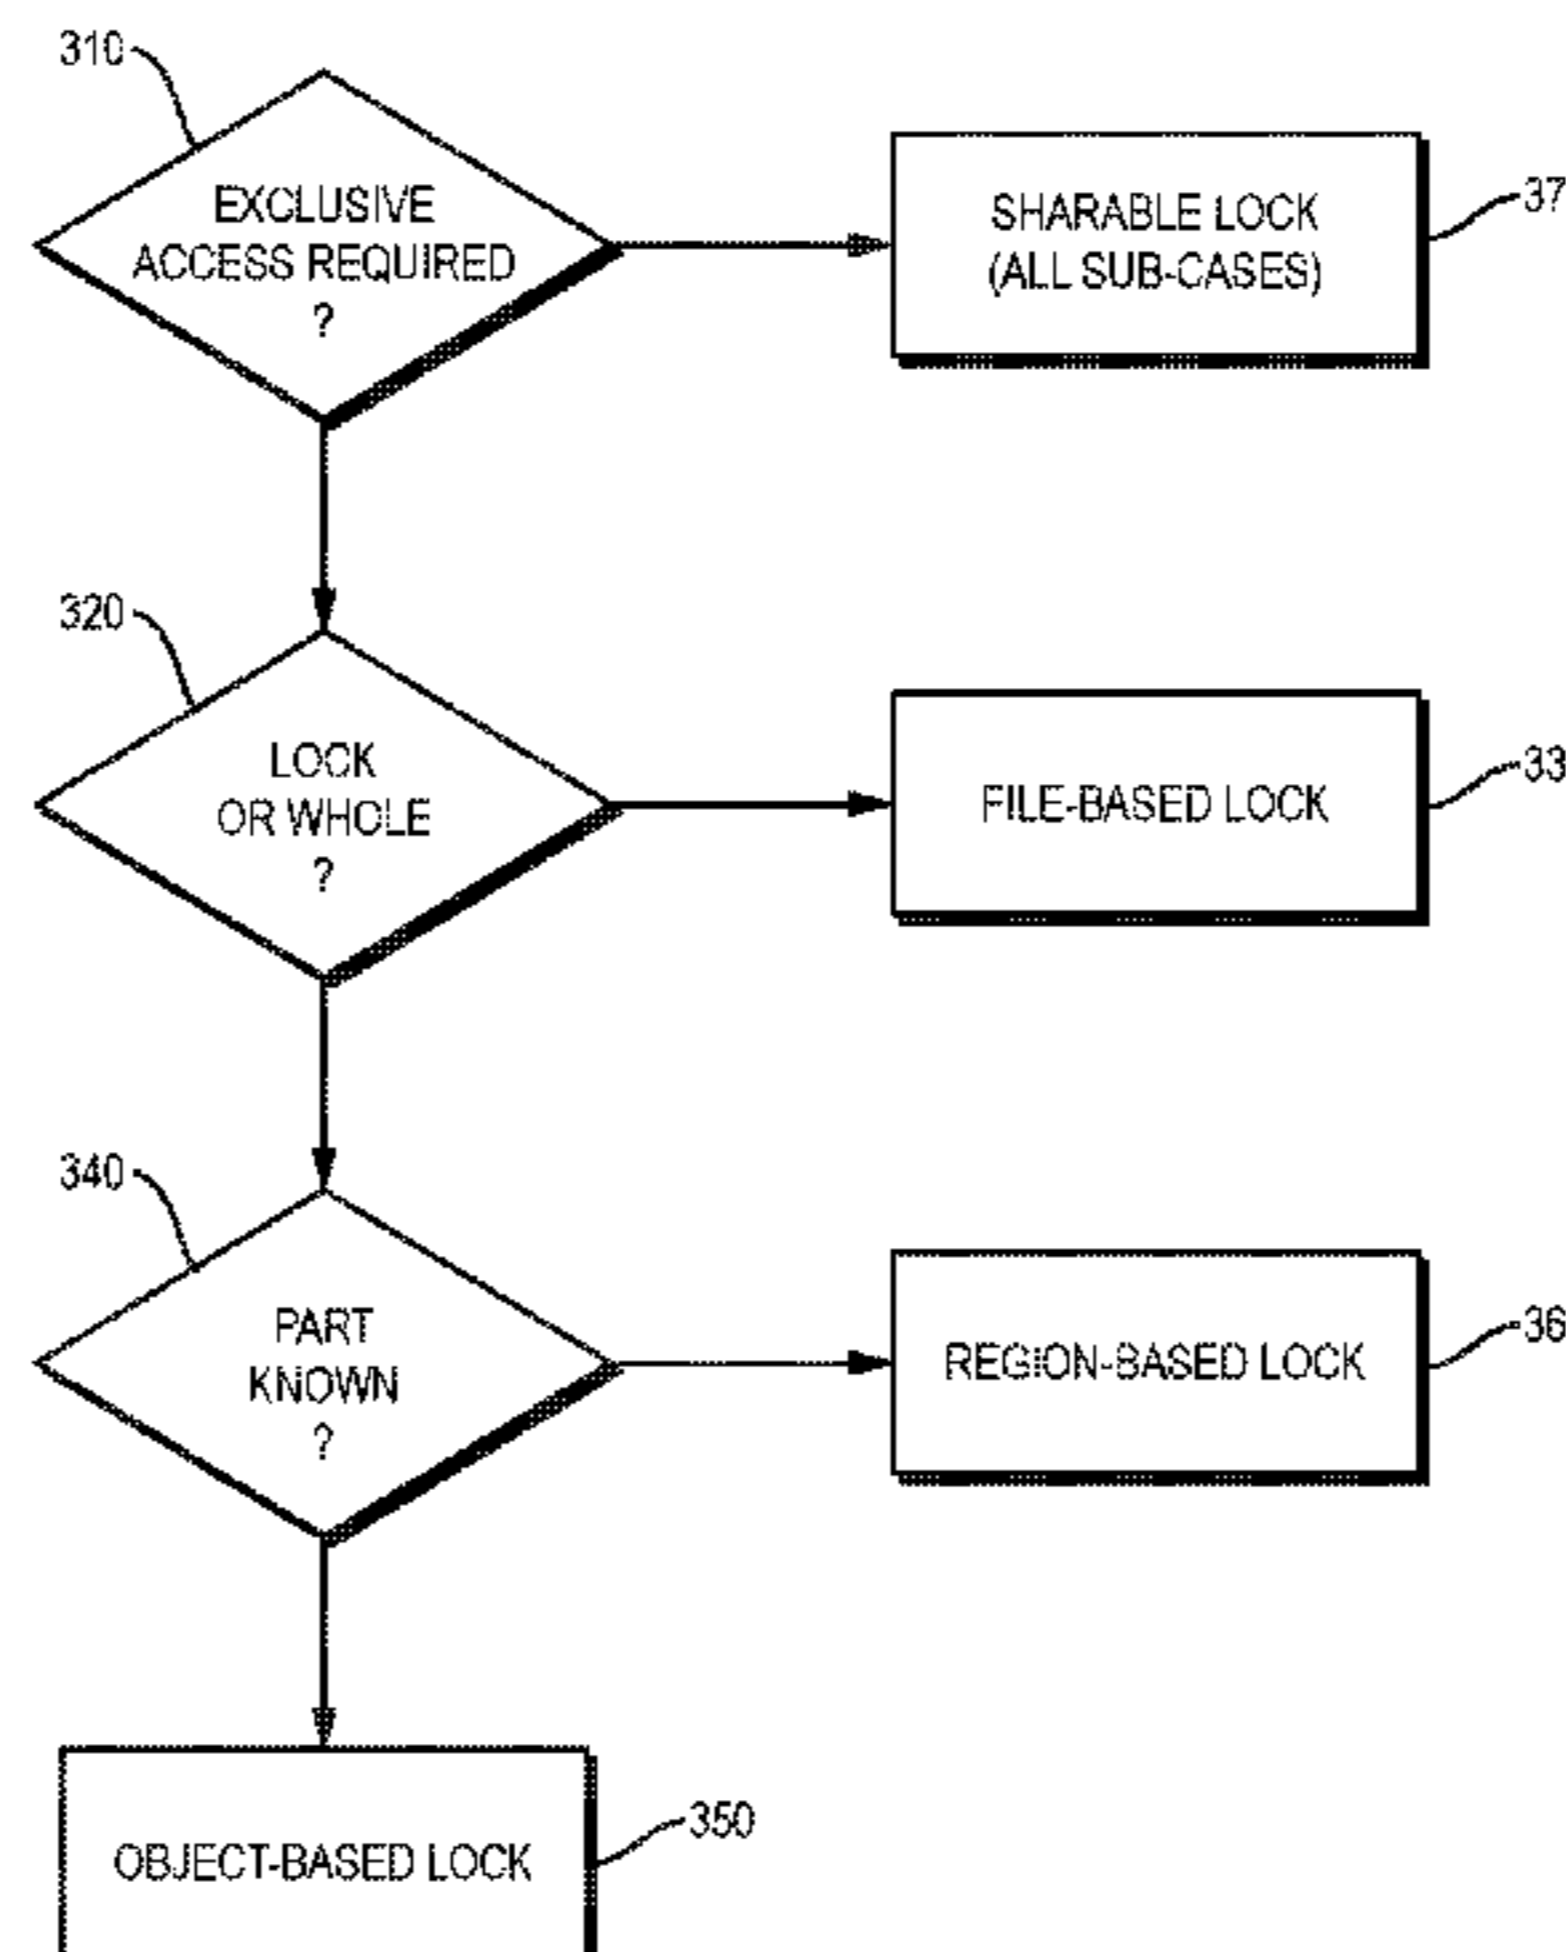 310
EXCLUSIVE
ACCESS REQUIRED
?
SHARABLE LOCK
(ALL SUB-CASES)
37
320
LOCK
OR WHOLE
?
FILE-BASED LOCK
33
340
PART
KNOWN
?
REGION-BASED LOCK
36
OBJECT-BASED LOCK
350